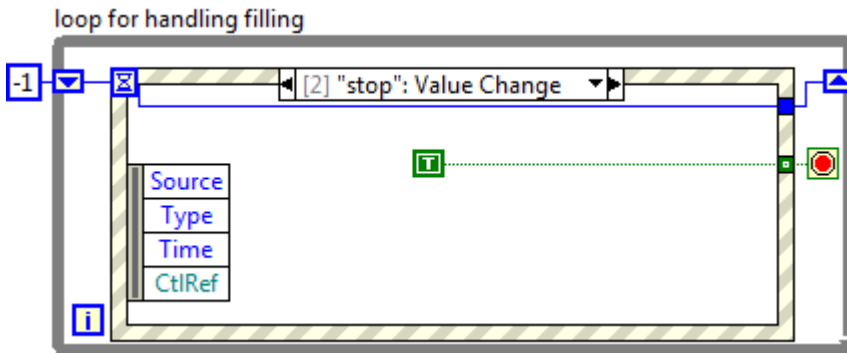 loop for handling filling
-1
[2] "stop": Value Change
T
Source
Type
Time
CtlRef
i